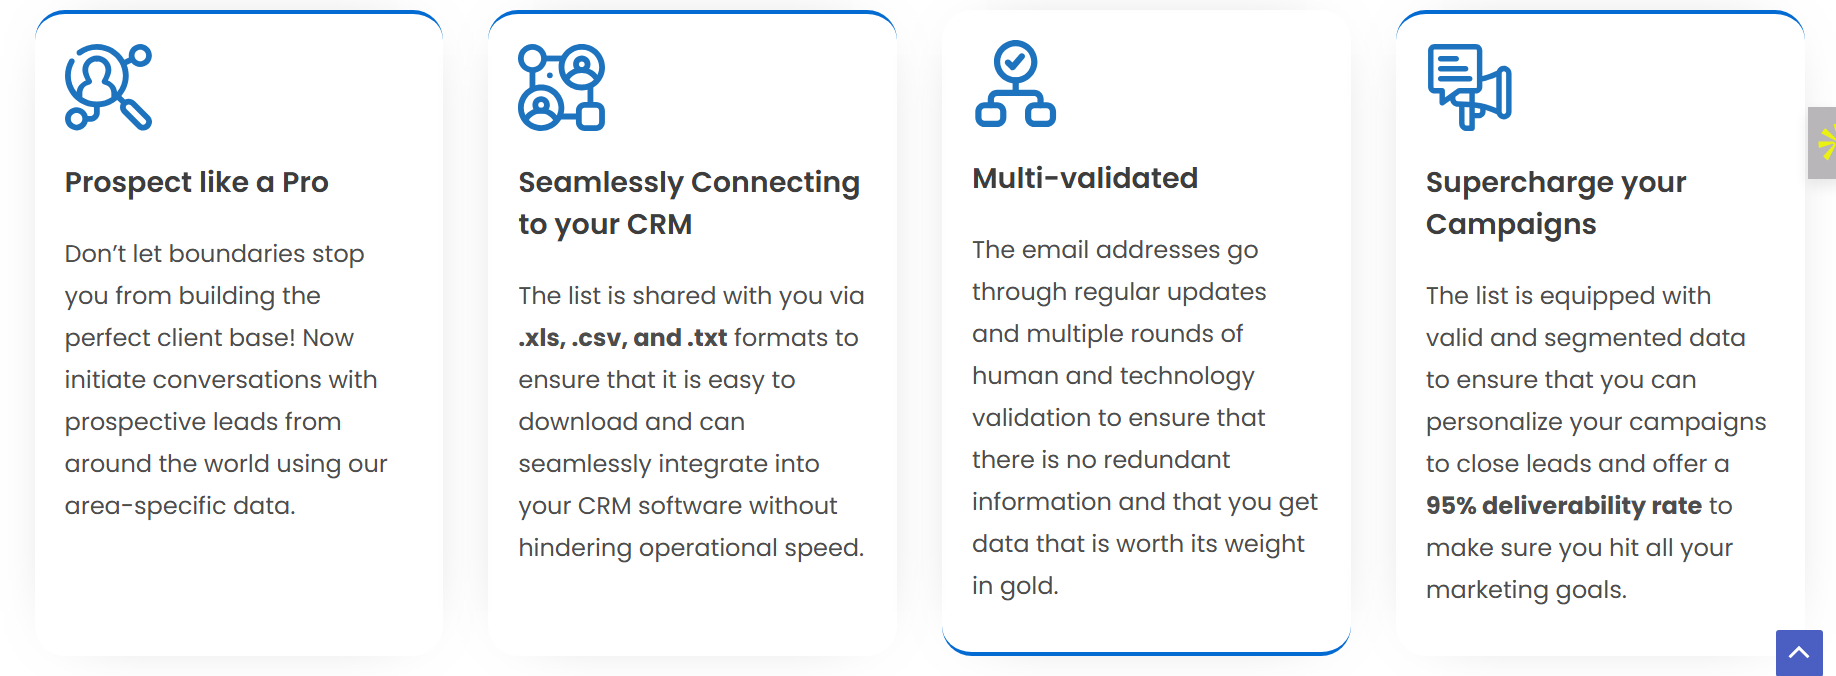 Prospect like a Pro
Don’t let boundaries stop
you from building the
perfect client base! Now
initiate conversations with
prospective leads from
around the world using our
area-specific data.
Seamlessly Connecting
to your CRM
The list is shared with you via
.xls, .csv, and .txt formats to
ensure that it is easy to
download and can
seamlessly integrate into
your CRM software without
hindering operational speed.
Multi-validated
The email addresses go
through regular updates
and multiple rounds of
human and technology
validation to ensure that
there is no redundant
information and that you get
data that is worth its weight
in gold.
Supercharge your
Campaigns
The list is equipped with
valid and segmented data
to ensure that you can
personalize your campaigns
to close leads and offer a
95% deliverability rate to
make sure you hit all your
marketing goals.